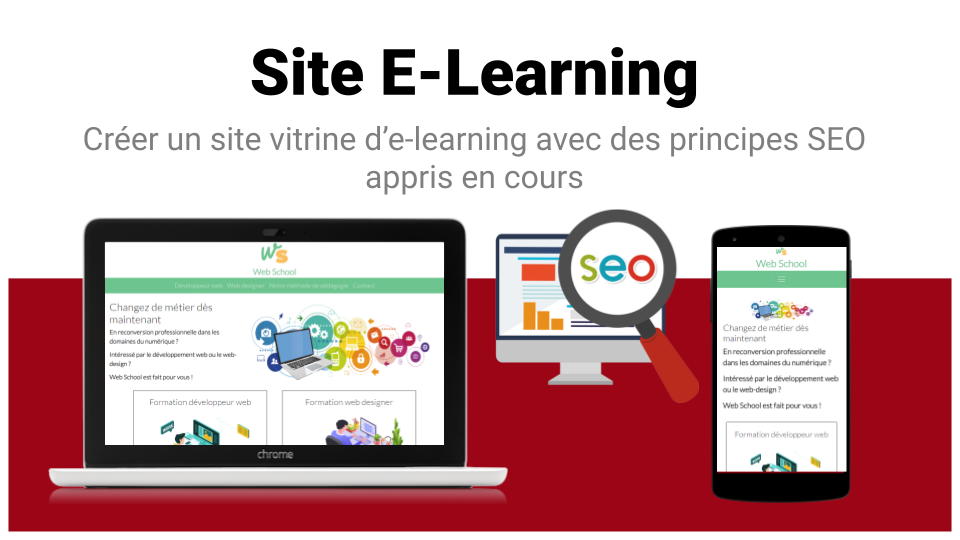 Site E-Learning
Créer un site vitrine d’e-learning avec des principes SEO
appris en cours
Ws
Web School
Développeur web Web designer Notre méthode de pédagogie Contact
Changez de métier dès
maintenant
En reconversion professionnelle dans les
domaines du numérique ?
Intéressé par le développement web ou le web-
design ?
Web School est fait pour vous !
Formation développeur web
Formation web designer
chrome
seo
Ws
Web School
Changez de métier dès
maintenant
En reconversion professionnelle
dans les domaines du numérique ?
Intéressé par le développement web
ou le web-design ?
Web School est fait pour vous !
Formation développeur web